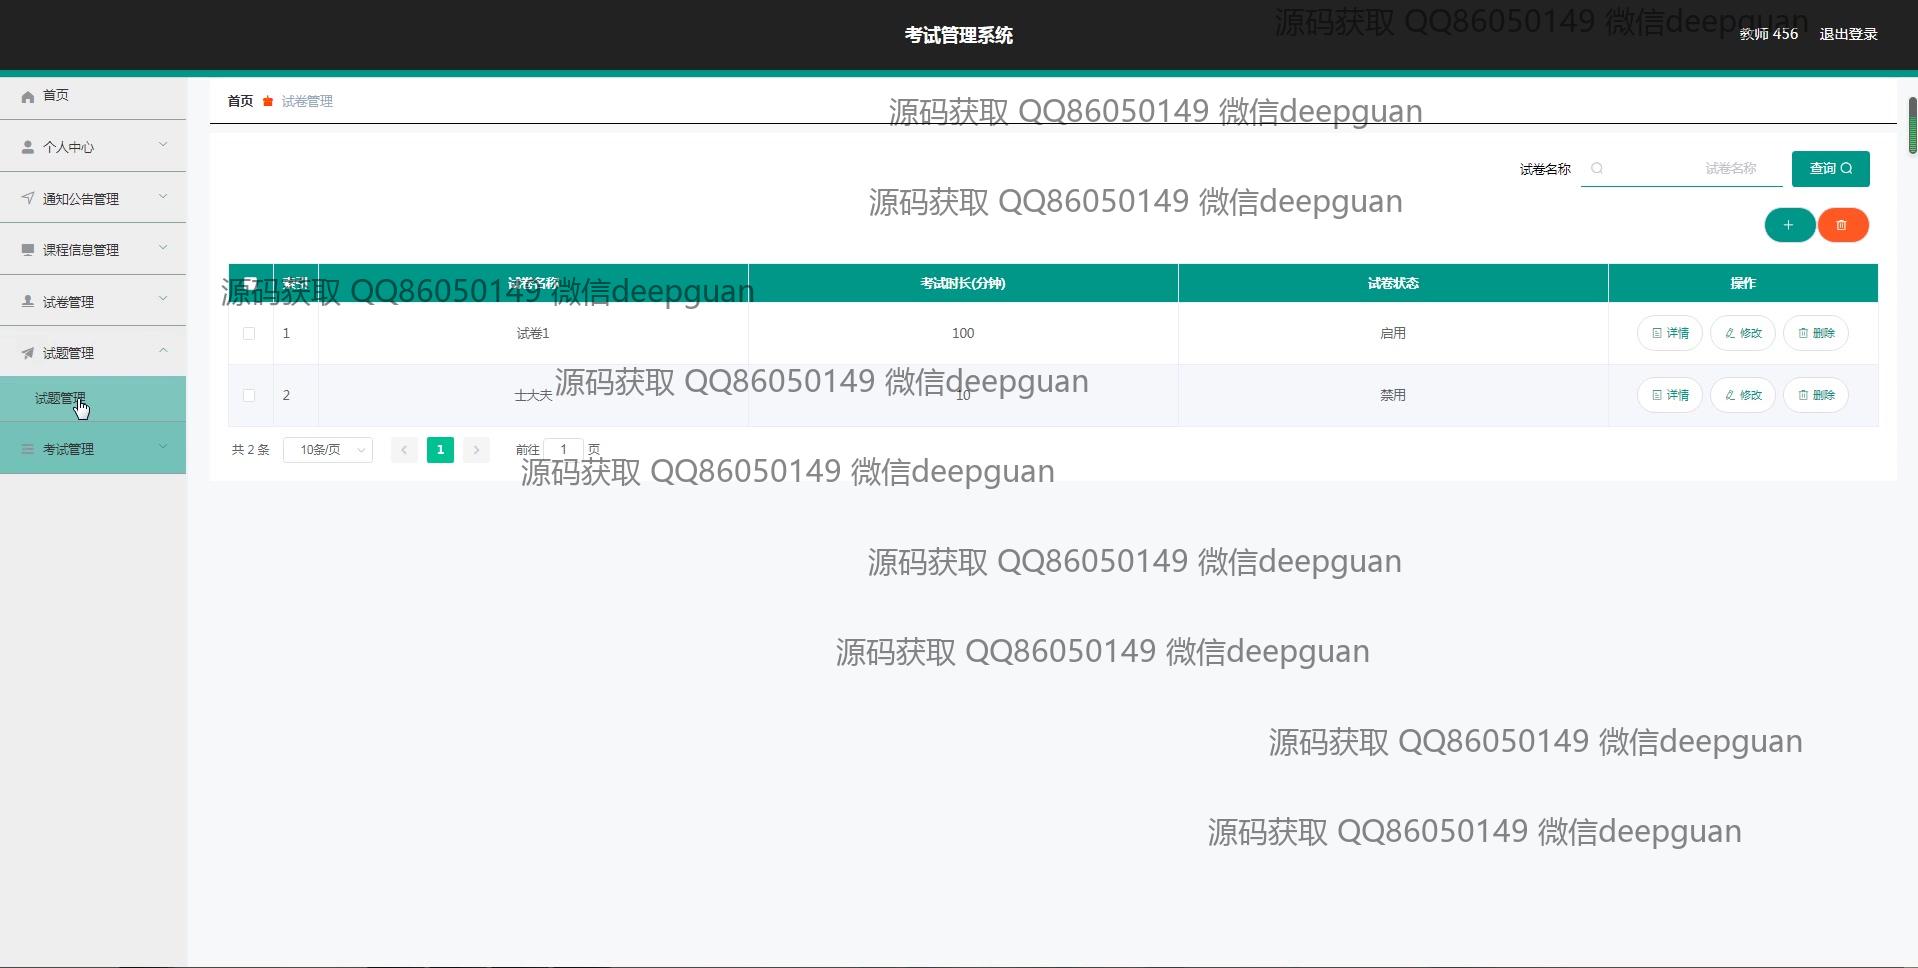 考试管理系统
教师 456 退出登录
源码获取 QQ86050149 微信deepguan
首页
个人中心
通知公告管理
课程信息管理
试卷管理
试题管理
试题管理
考试管理
首页 试卷管理
源码获取 QQ86050149 微信deepguan
试卷名称 试卷名称 查询
源码获取 QQ86050149 微信deepguan
索引 试卷名称 考试时长(分钟) 试卷状态 操作
源码获取 QQ86050149 微信deepguan
1 试卷1 100 启用 详情 修改 删除
2 士大夫 10 禁用 详情 修改 删除
源码获取 QQ86050149 微信deepguan
共 2 条 10条/页 1 前往 1 页
源码获取 QQ86050149 微信deepguan
源码获取 QQ86050149 微信deepguan
源码获取 QQ86050149 微信deepguan
源码获取 QQ86050149 微信deepguan
源码获取 QQ86050149 微信deepguan